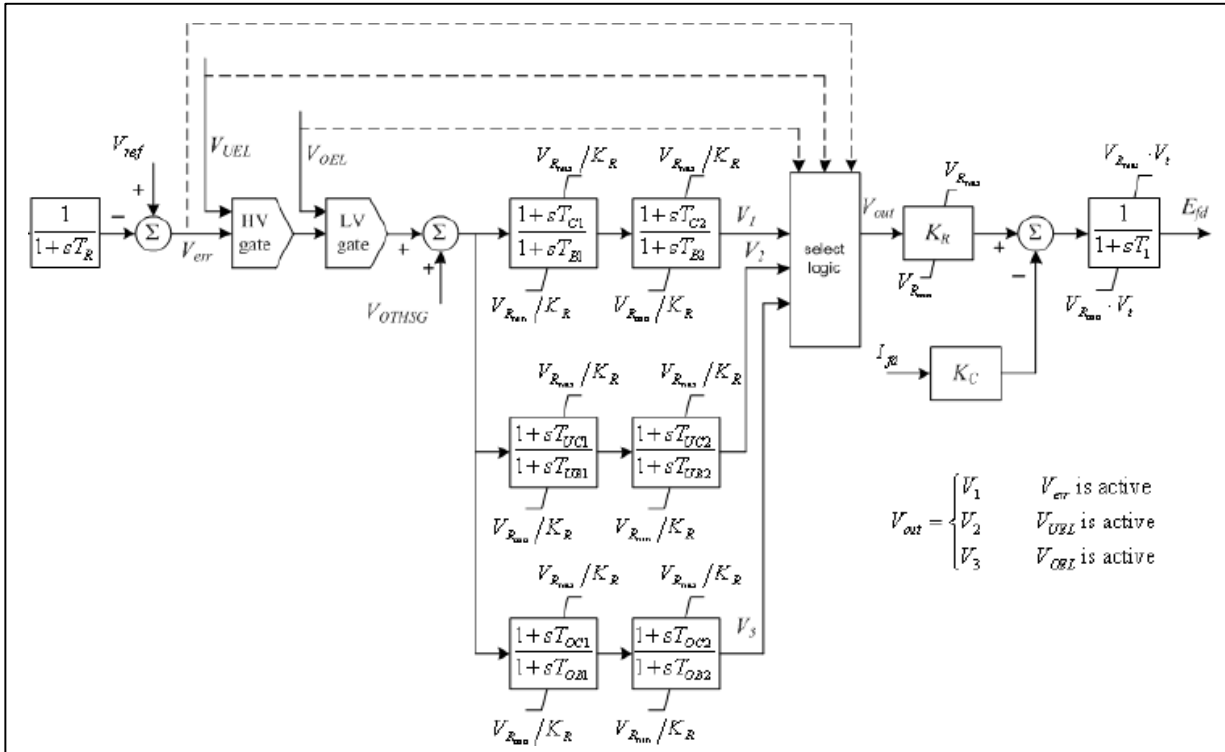 V_ref
V_UEL
V_OEL
+
−
1
1+sT_R
Σ
V_err
HV
gate
LV
gate
+
Σ
+
V_OTHSG
V_Rmax/K_R
V_Rmax/K_R
1+sT_C1
1+sT_B1
1+sT_C2
1+sT_B2
V_Rmin/K_R
V_Rmin/K_R
V_1
V_2
select
logic
V_out
V_Rmax
K_R
V_Rmin
+
Σ
−
V_Rmax · V_t
1
1+sT_1
V_Rmin · V_t
E_fd
I_fd
K_C
V_Rmax/K_R
V_Rmax/K_R
1+sT_UC1
1+sT_UB1
1+sT_UC2
1+sT_UB2
V_Rmin/K_R
V_Rmin/K_R
V_out =
V_1 V_err is active
V_2 V_UEL is active
V_3 V_OEL is active
V_Rmax/K_R
V_Rmax/K_R
1+sT_OC1
1+sT_OB1
1+sT_OC2
1+sT_OB2
V_Rmin/K_R
V_Rmin/K_R
V_3